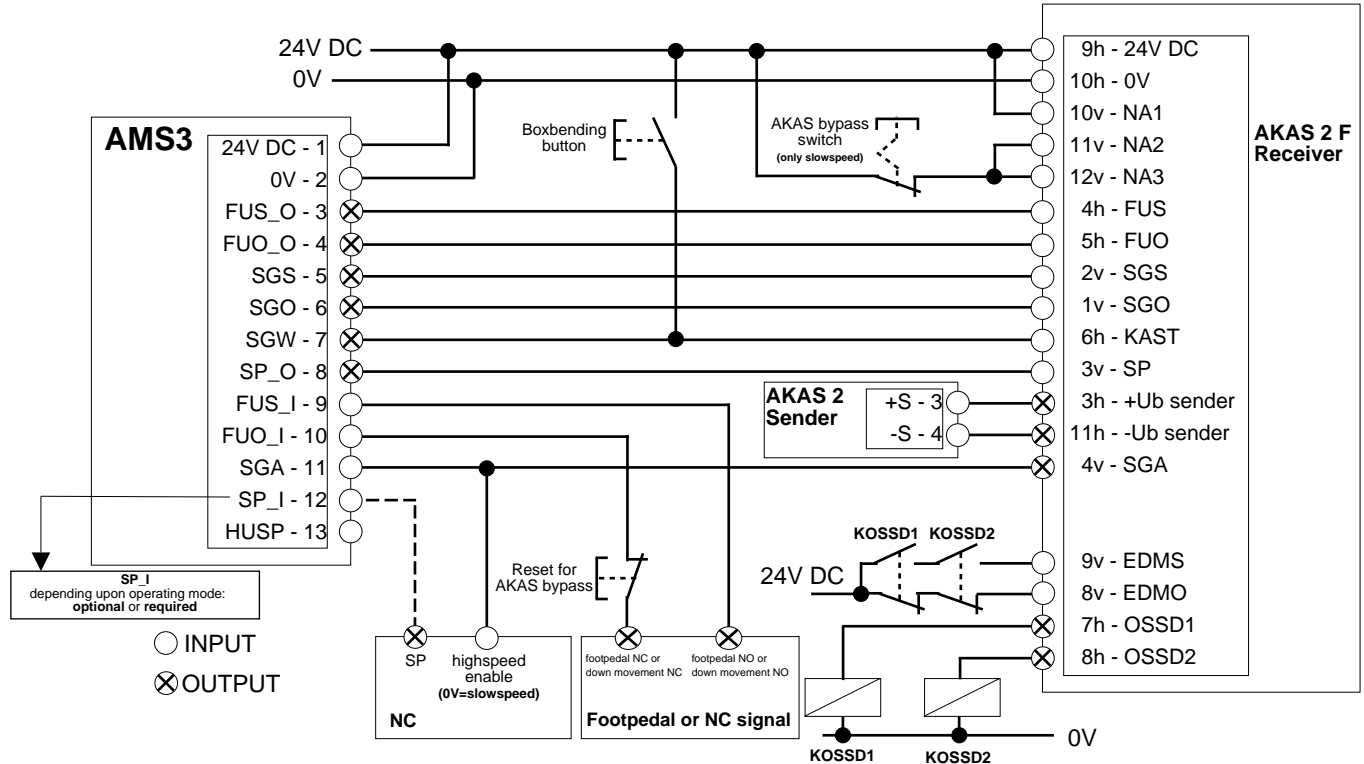 24V DC
0V
AMS3
24V DC - 1
0V - 2
FUS_O - 3
FUO_O - 4
SGS - 5
SGO - 6
SGW - 7
SP_O - 8
FUS_I - 9
FUO_I - 10
SGA - 11
SP_I - 12
HUSP - 13
SP_I
depending upon operating mode:
optional or required
INPUT
OUTPUT
Boxbending
button
AKAS bypass
switch
(only slowspeed)
AKAS 2
Sender
+S - 3
-S - 4
Reset for
AKAS bypass
SP
highspeed
enable
(0V=slowspeed)
NC
footpedal NC or
down movement NC
footpedal NO or
down movement NO
Footpedal or NC signal
AKAS 2 F
Receiver
9h - 24V DC
10h - 0V
10v - NA1
11v - NA2
12v - NA3
4h - FUS
5h - FUO
2v - SGS
1v - SGO
6h - KAST
3v - SP
3h - +Ub sender
11h - -Ub sender
4v - SGA
9v - EDMS
8v - EDMO
7h - OSSD1
8h - OSSD2
KOSSD1
KOSSD2
24V DC
0V
KOSSD1
KOSSD2